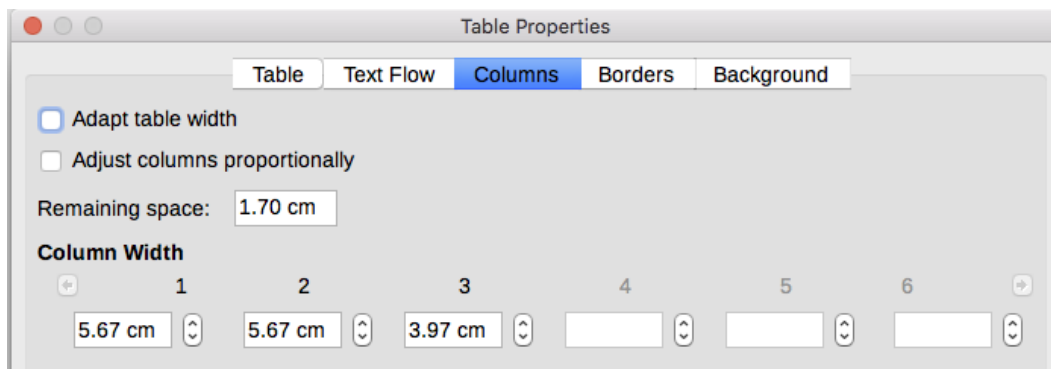 Table Properties
Table Text Flow Columns Borders Background
Adapt table width
Adjust columns proportionally
Remaining space: 1.70 cm
Column Width
1 2 3 4 5 6
5.67 cm 5.67 cm 3.97 cm